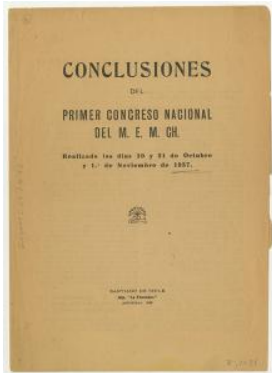 CONCLUSIONES
DEL
PRIMER CONGRESO NACIONAL
DEL M. E. M. CH.
Realizado los días 30 y 31 de Octubre
y 1.° de Noviembre de 1937.
SANTIAGO DE CHILE